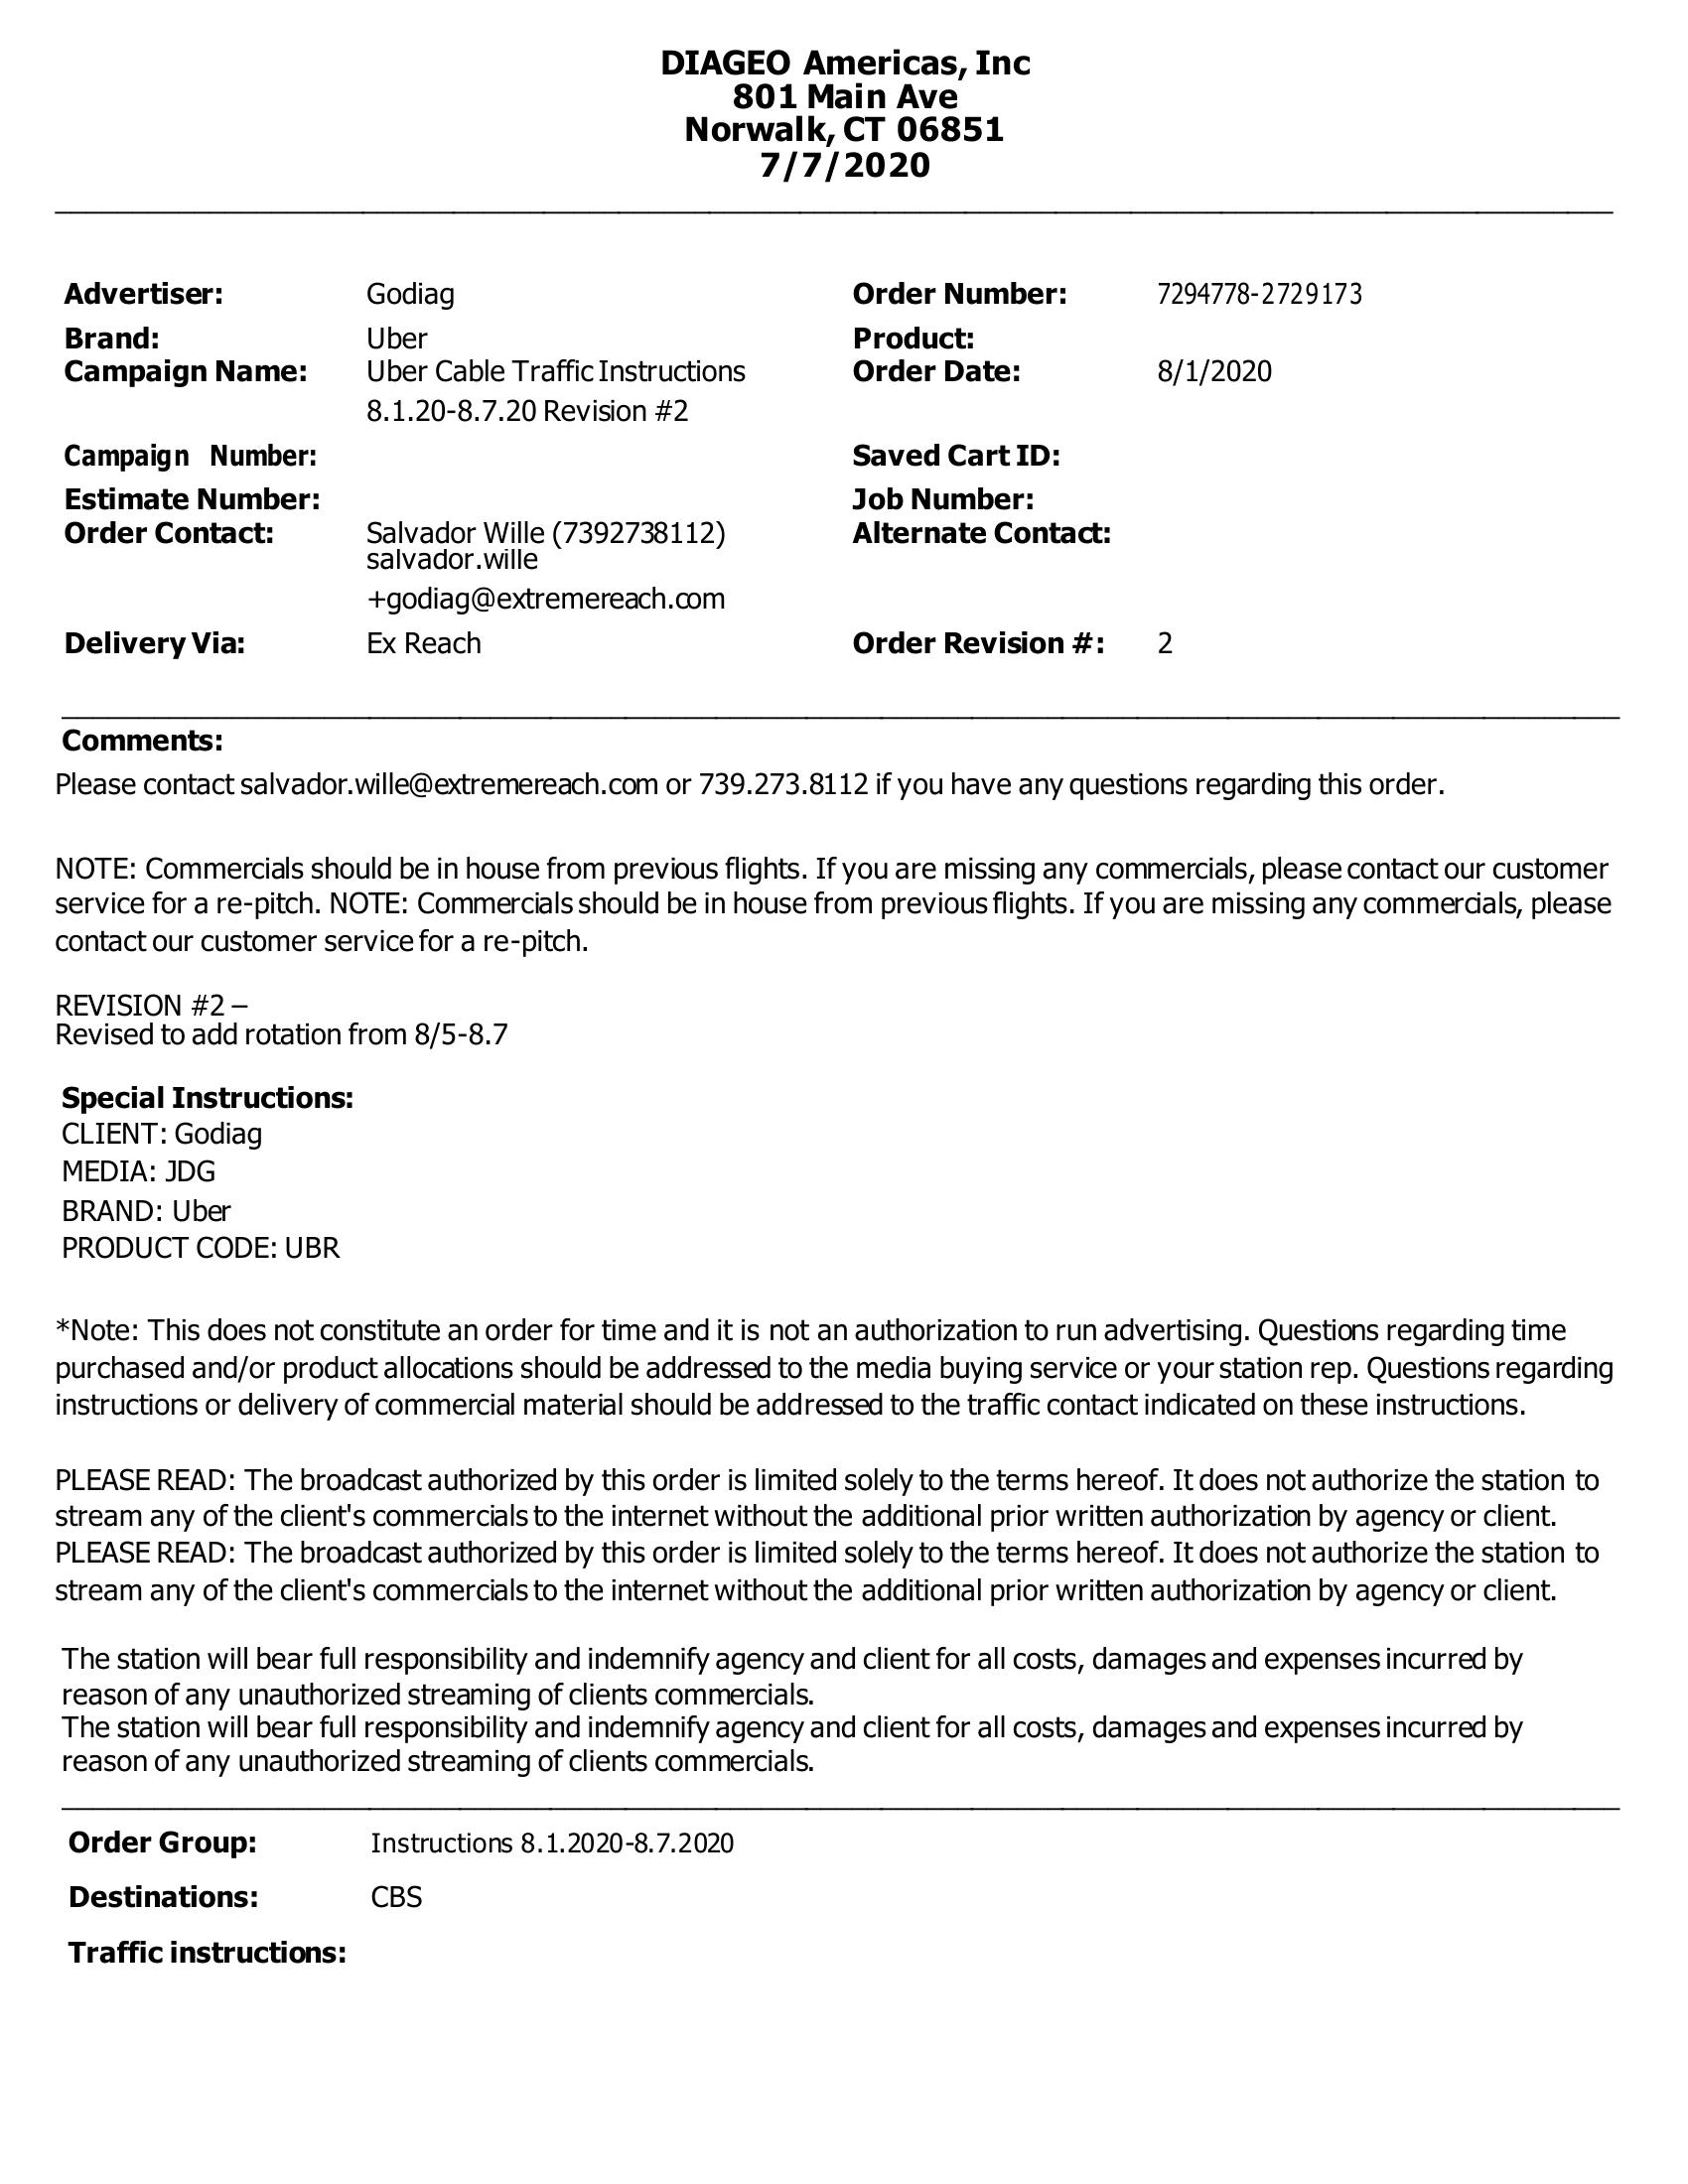 DIAGEO Americas, Inc
801 Main Ave
Norwalk, CT 06851
7/7/2020
Advertiser: Godiag Order Number: 7294778-2729173
Brand: Uber Product:
Campaign Name: Uber Cable Traffic Instructions Order Date: 8/1/2020
8.1.20-8.7.20 Revision #2
Campaign Number: Saved Cart ID:
Estimate Number: Job Number:
Order Contact: Salvador Wille (7392738112) Alternate Contact:
salvador.wille
+godiag@extremereach.com
Delivery Via: Ex Reach Order Revision #: 2
Comments:
Please contact salvador.wille@extremereach.com or 739.273.8112 if you have any questions regarding this order.
NOTE: Commercials should be in house from previous flights. If you are missing any commercials, please contact our customer
service for a re-pitch. NOTE: Commercials should be in house from previous flights. If you are missing any commercials, please
contact our customer service for a re-pitch.
REVISION #2 –
Revised to add rotation from 8/5-8.7
Special Instructions:
CLIENT: Godiag
MEDIA: JDG
BRAND: Uber
PRODUCT CODE: UBR
*Note: This does not constitute an order for time and it is not an authorization to run advertising. Questions regarding time
purchased and/or product allocations should be addressed to the media buying service or your station rep. Questions regarding
instructions or delivery of commercial material should be addressed to the traffic contact indicated on these instructions.
PLEASE READ: The broadcast authorized by this order is limited solely to the terms hereof. It does not authorize the station to
stream any of the client's commercials to the internet without the additional prior written authorization by agency or client.
PLEASE READ: The broadcast authorized by this order is limited solely to the terms hereof. It does not authorize the station to
stream any of the client's commercials to the internet without the additional prior written authorization by agency or client.
The station will bear full responsibility and indemnify agency and client for all costs, damages and expenses incurred by
reason of any unauthorized streaming of clients commercials.
The station will bear full responsibility and indemnify agency and client for all costs, damages and expenses incurred by
reason of any unauthorized streaming of clients commercials.
Order Group: Instructions 8.1.2020-8.7.2020
Destinations: CBS
Traffic instructions: